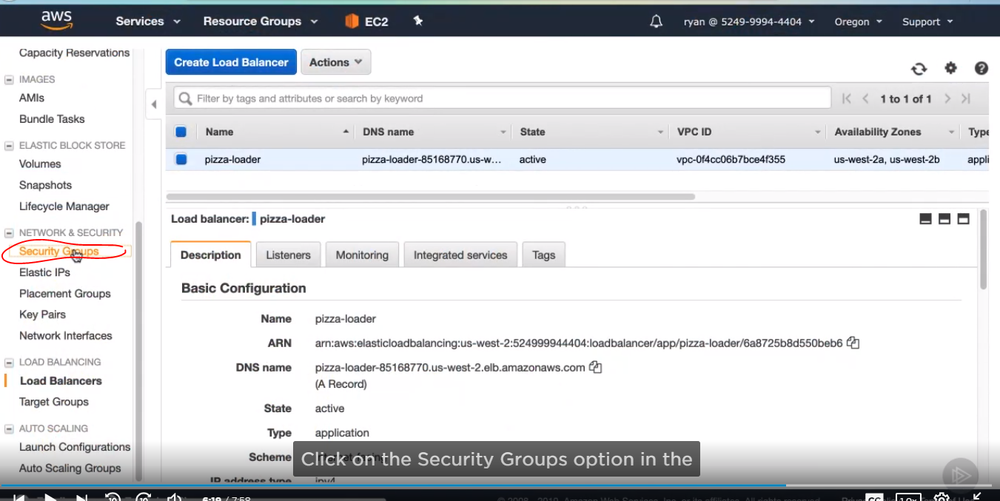 aws Services Resource Groups EC2 ryan @ 5249-9994-4404 Oregon Support
Capacity Reservations
IMAGES
AMIs
Bundle Tasks
ELASTIC BLOCK STORE
Volumes
Snapshots
Lifecycle Manager
NETWORK & SECURITY
Security Groups
Elastic IPs
Placement Groups
Key Pairs
Network Interfaces
LOAD BALANCING
Load Balancers
Target Groups
AUTO SCALING
Launch Configurations
Auto Scaling Groups
Create Load Balancer Actions
Filter by tags and attributes or search by keyword 1 to 1 of 1
Name DNS name State VPC ID Availability Zones Type
pizza-loader pizza-loader-85168770.us-w... active vpc-0f4cc06b7bce4f355 us-west-2a, us-west-2b appli
Load balancer: pizza-loader
Description Listeners Monitoring Integrated services Tags
Basic Configuration
Name pizza-loader
ARN arn:aws:elasticloadbalancing:us-west-2:524999944404:loadbalancer/app/pizza-loader/6a8725b8d550beb6
DNS name pizza-loader-85168770.us-west-2.elb.amazonaws.com
(A Record)
State active
Type application
Scheme
Click on the Security Groups option in the
IP address type ipv4
10 10 6:19 / 7:58 CC 1.0x